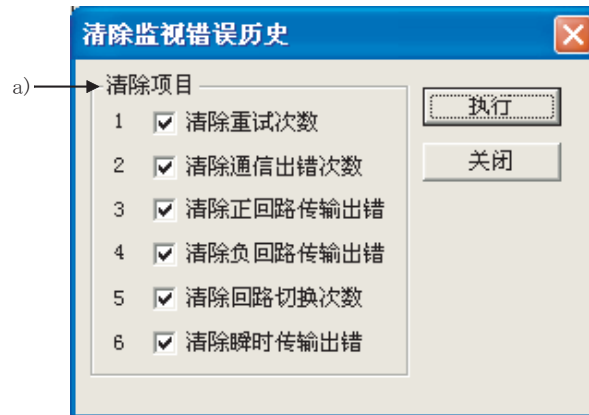 清除监视错误历史
a)
清除项目
1 清除重试次数
2 清除通信出错次数
3 清除正回路传输出错
4 清除负回路传输出错
5 清除回路切换次数
6 清除瞬时传输出错
执行
关闭